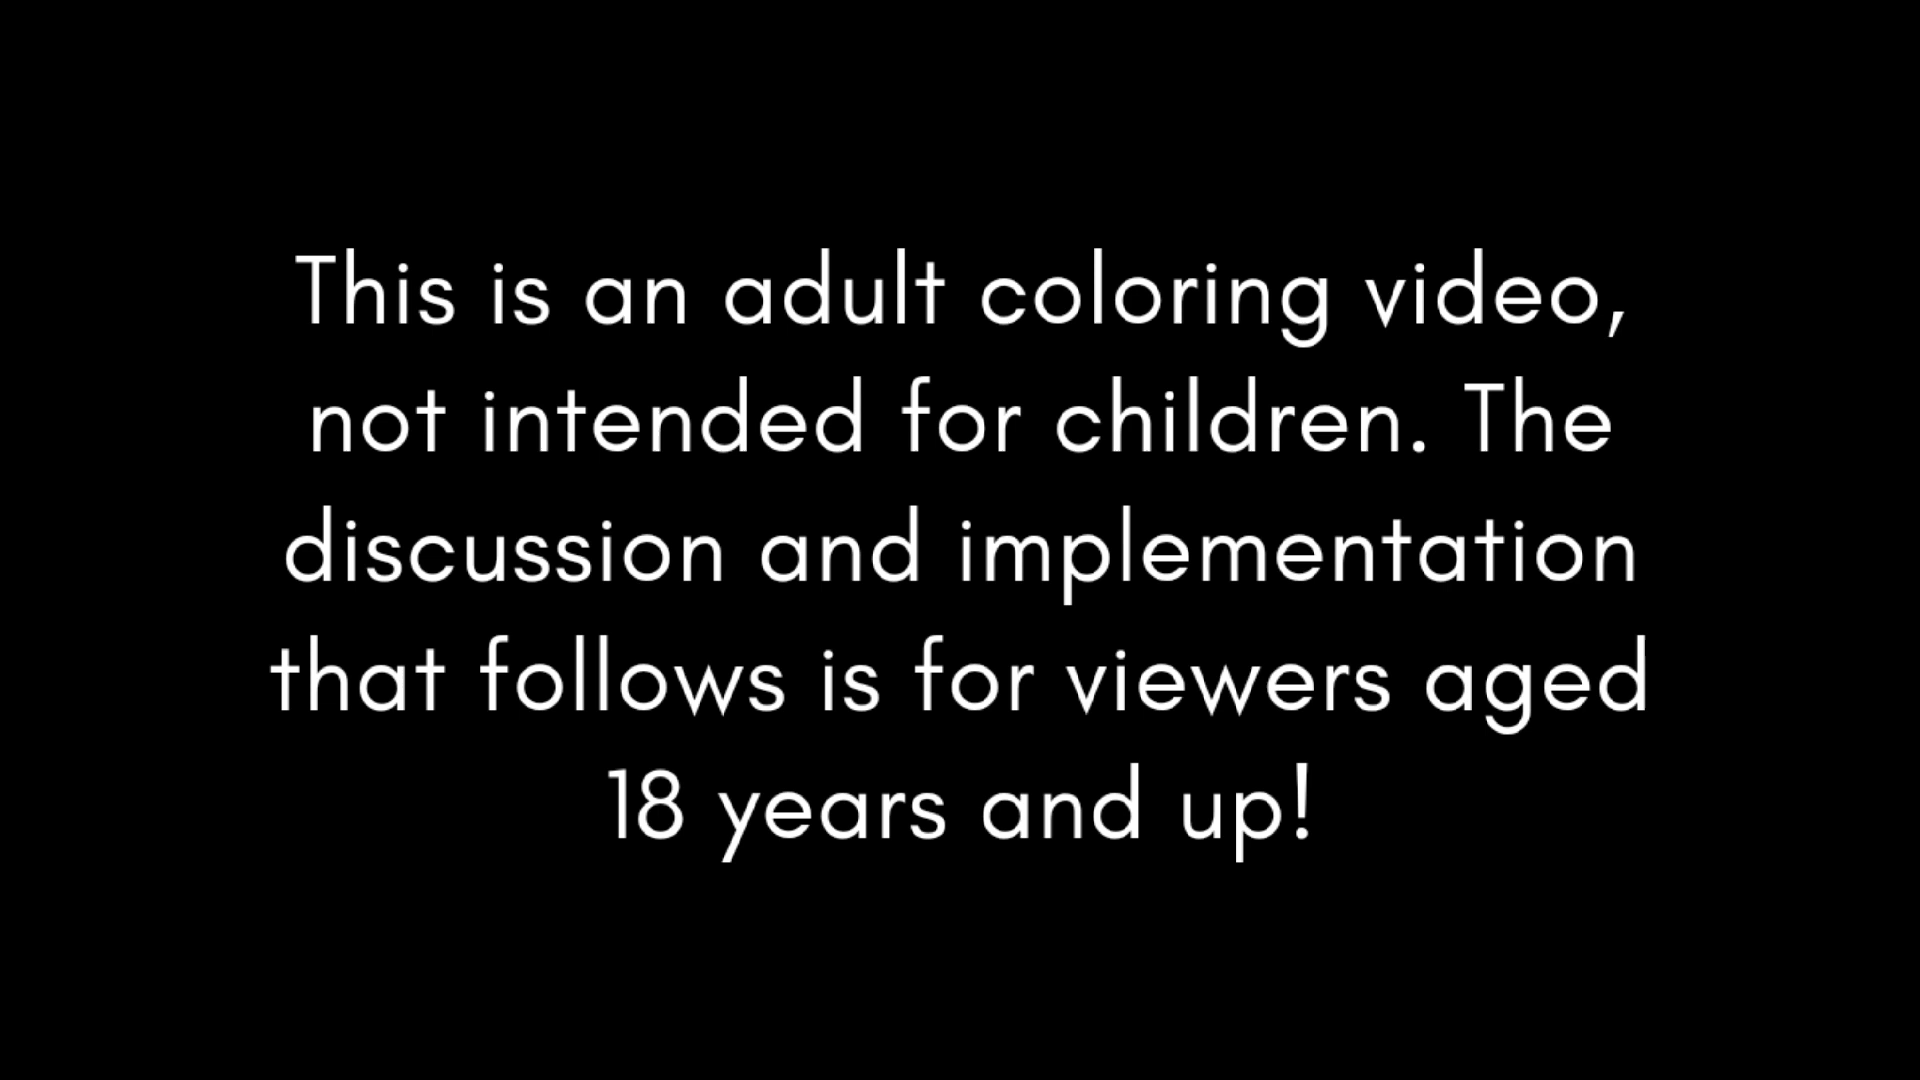 This is an adult coloring video,
not intended for children. The
discussion and implementation
that follows is for viewers aged
18 years and up!